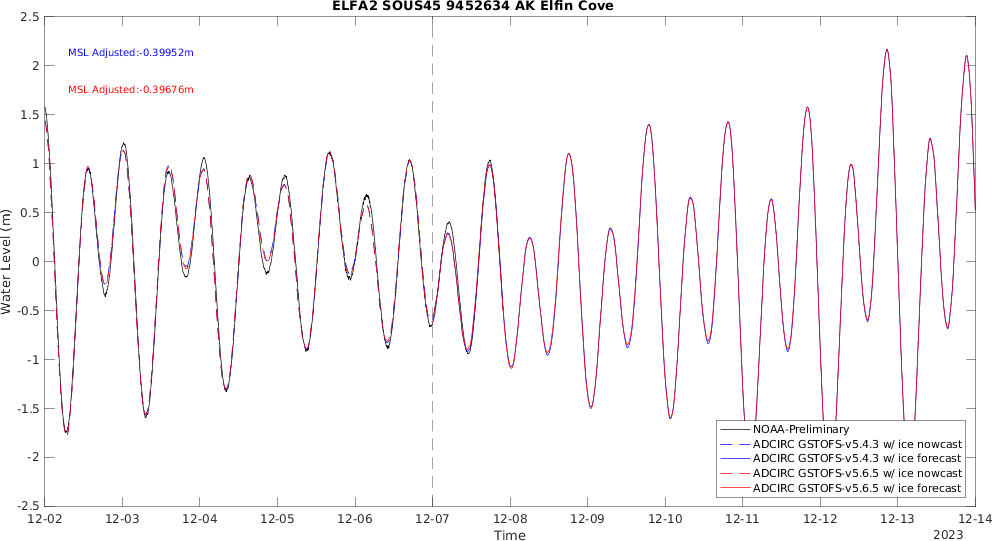 ELFA2 SOUS45 9452634 AK Elfin Cove
MSL Adjusted:-0.39952m
MSL Adjusted:-0.39676m
Water Level (m)
2.5
2
1.5
1
0.5
0
-0.5
-1
-1.5
-2
-2.5
NOAA-Preliminary
ADCIRC GSTOFS-v5.4.3 w/ ice nowcast
ADCIRC GSTOFS-v5.4.3 w/ ice forecast
ADCIRC GSTOFS-v5.6.5 w/ ice nowcast
ADCIRC GSTOFS-v5.6.5 w/ ice forecast
12-02 12-03 12-04 12-05 12-06 12-07 12-08 12-09 12-10 12-11 12-12 12-13 12-14
Time
2023